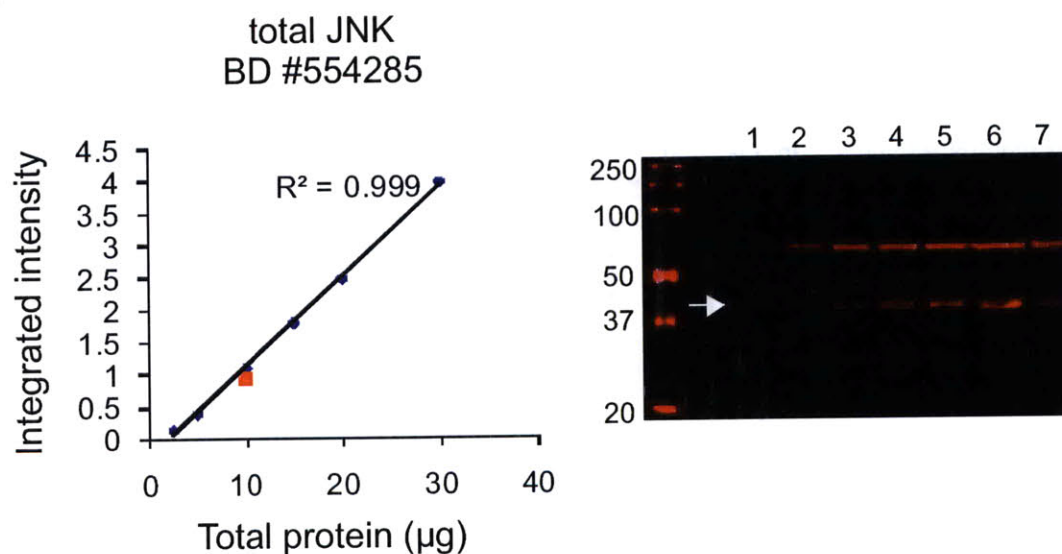 total JNK
BD #554285
Integrated intensity
4.5
4
3.5
3
2.5
2
1.5
1
0.5
0
R² = 0.999
0 10 20 30 40
Total protein (µg)
1 2 3 4 5 6 7
250
100
50
37
20